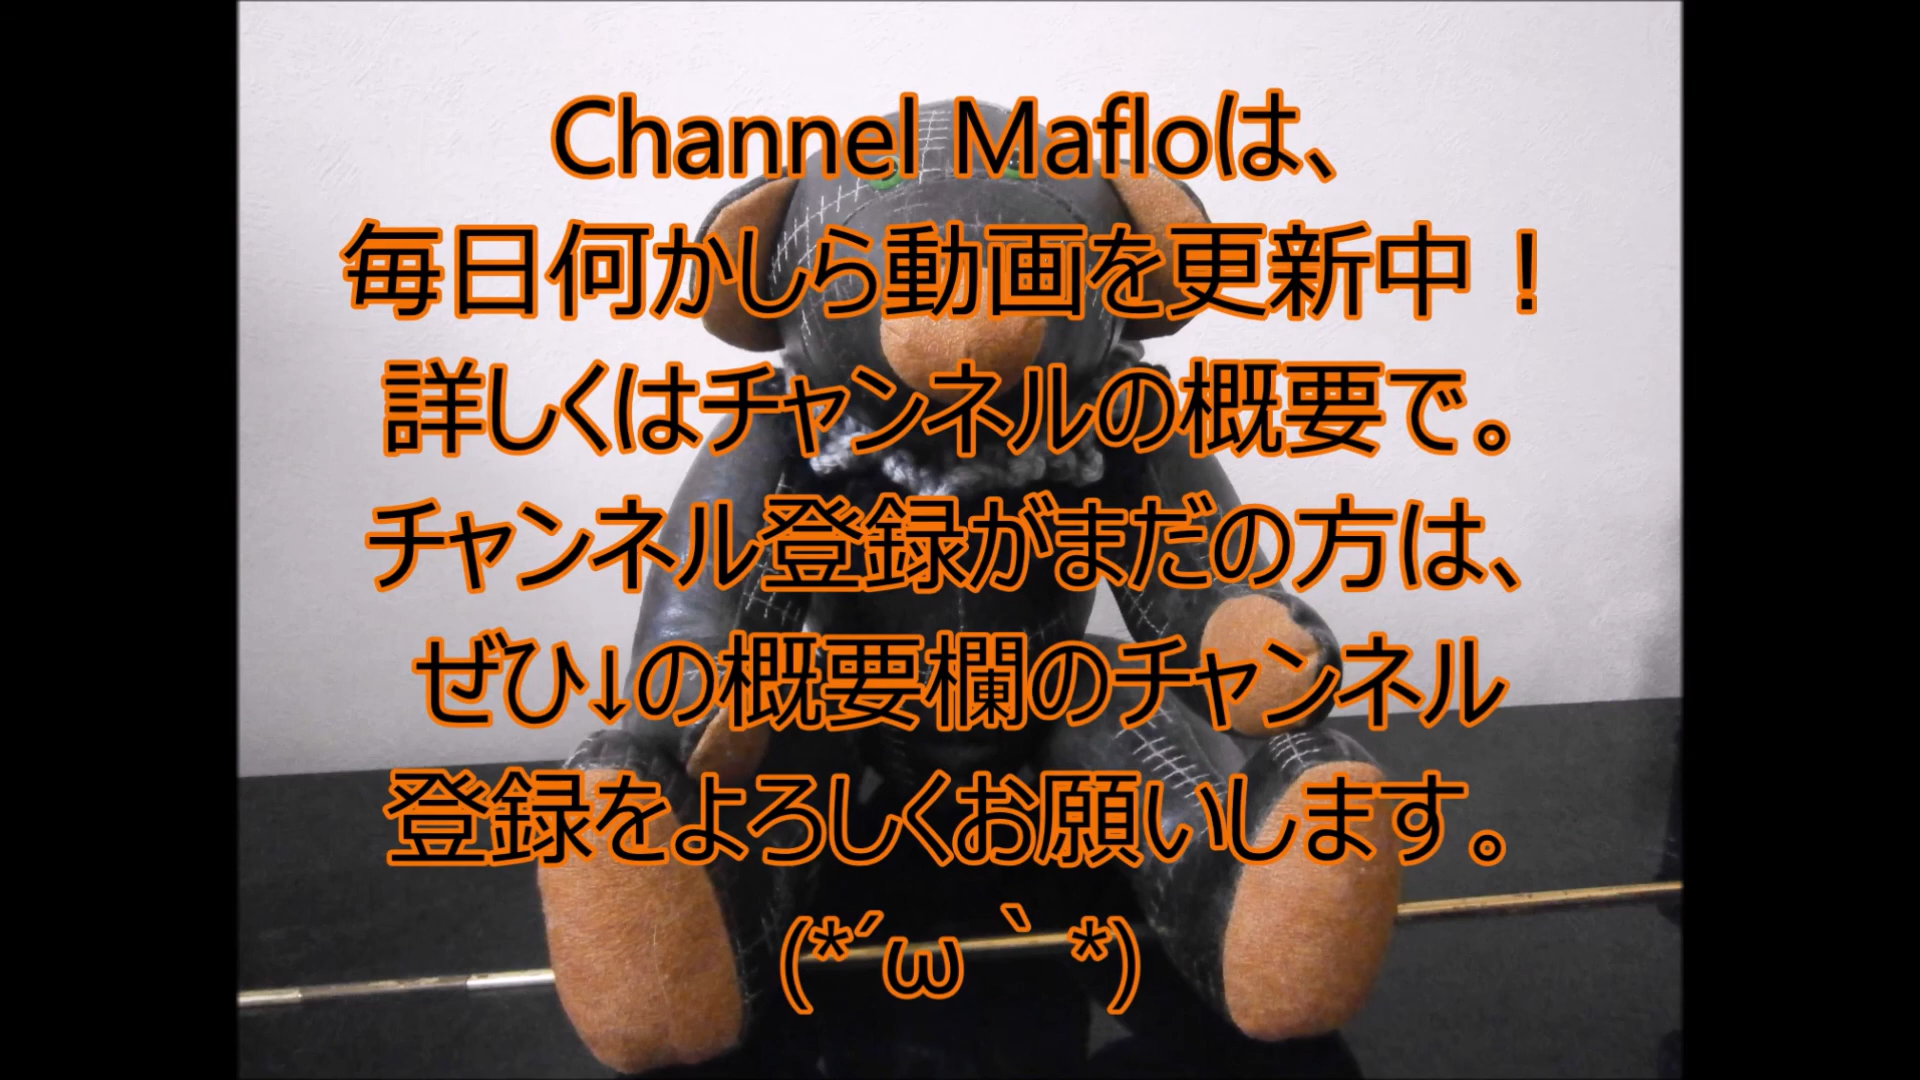 Channel Mafloは、
毎日何かしら動画を更新中！
詳しくはチャンネルの概要で。
チャンネル登録がまだの方は、
ぜひ↓の概要欄のチャンネル
登録をよろしくお願いします。
(*´ω｀*)